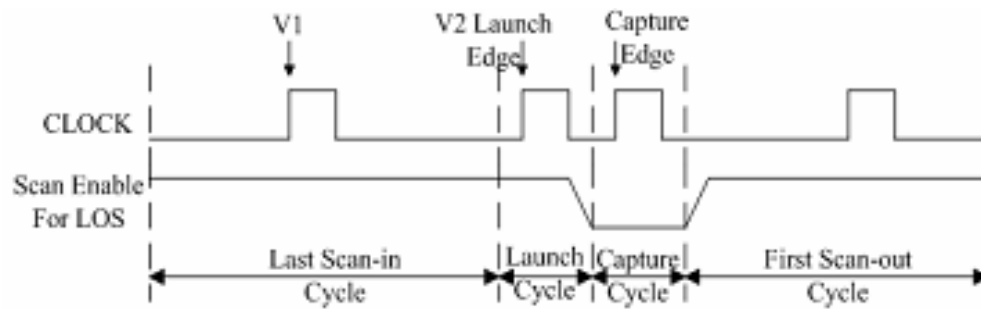 V1
V2 Launch
Edge
Capture
Edge
CLOCK
Scan Enable
For LOS
Last Scan-in
Cycle
Launch
Cycle
Capture
Cycle
First Scan-out
Cycle